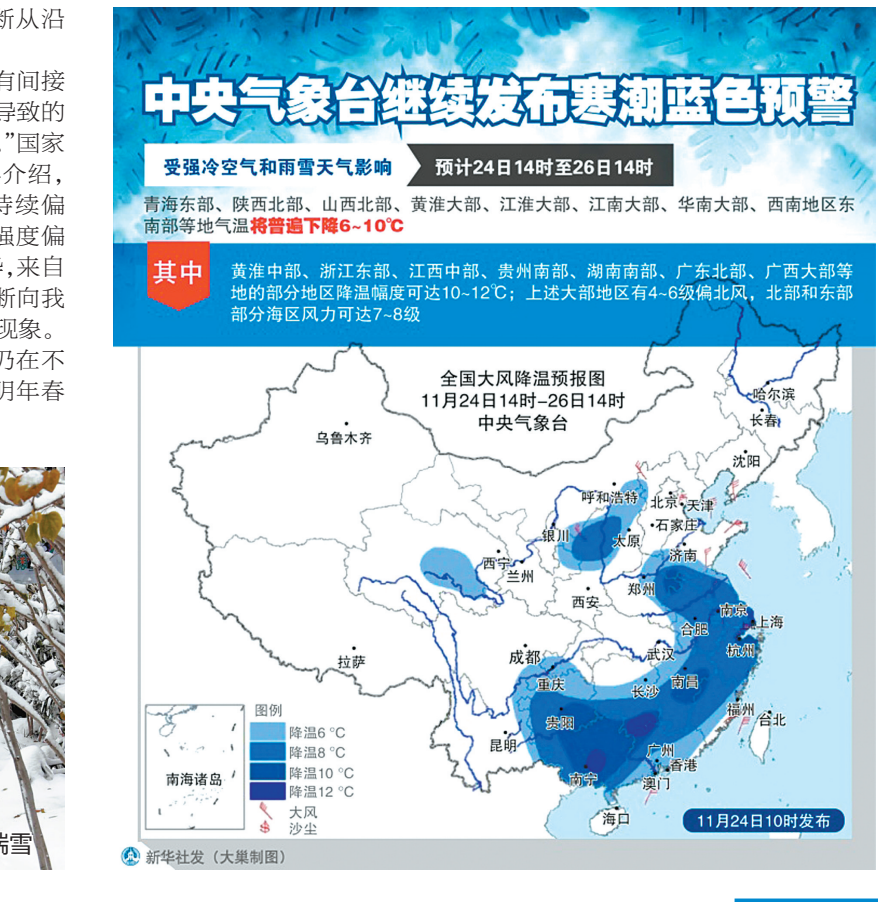 断从沿
有间接
导致的
”国家
介绍，
持续偏
强度偏
，来自
断向我
现象。
仍在不
明年春
瑞雪
中央气象台继续发布寒潮蓝色预警
受强冷空气和雨雪天气影响 预计24日14时至26日14时
青海东部、陕西北部、山西北部、黄淮大部、江淮大部、江南大部、华南大部、西南地区东
南部等地气温将普遍下降6~10℃
其中
黄淮中部、浙江东部、江西中部、贵州南部、湖南南部、广东北部、广西大部等
地的部分地区降温幅度可达10~12℃；上述大部地区有4~6级偏北风，北部和东部
部分海区风力可达7~8级
全国大风降温预报图
11月24日14时-26日14时
中央气象台
哈尔滨
长春
乌鲁木齐
沈阳
呼和浩特
北京
天津
银川
太原
石家庄
济南
西宁
兰州
郑州
西安
南京
合肥
上海
拉萨
成都
武汉
杭州
重庆
长沙
南昌
贵阳
福州
台北
昆明
广州
香港
南宁
澳门
海口
图例
降温6 °C
降温8 °C
降温10 °C
降温12 °C
大风
沙尘
南海诸岛
11月24日10时发布
新华社发（大巢制图）